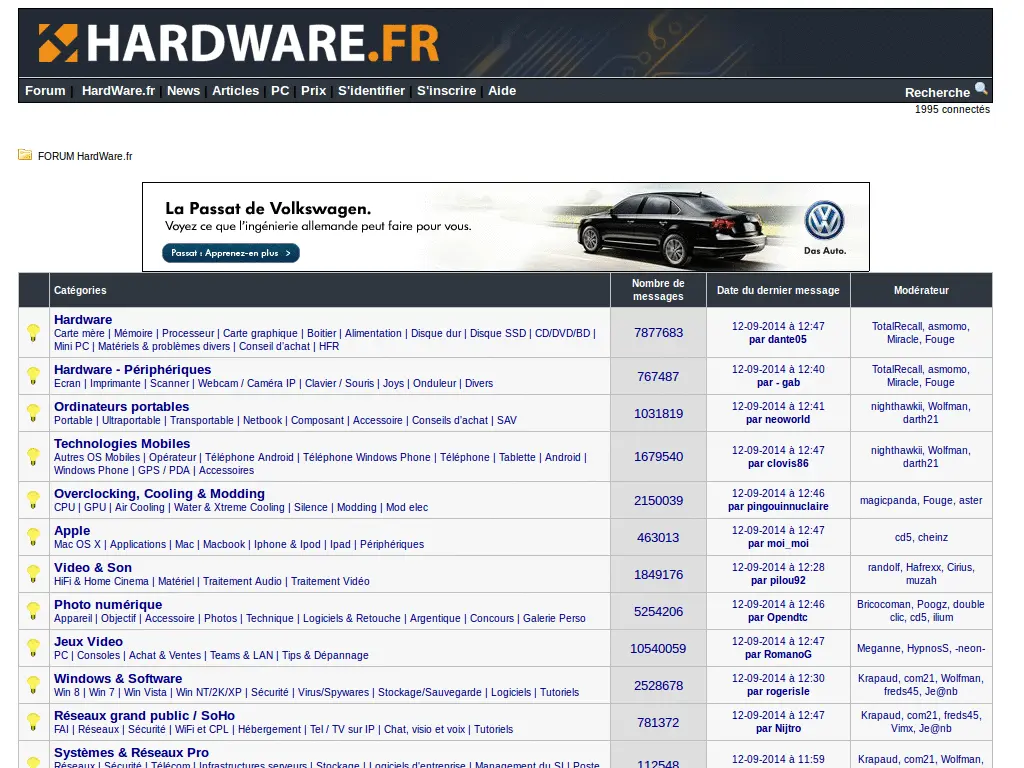 HARDWARE.FR
Forum | HardWare.fr | News | Articles | PC | Prix | S'identifier | S'inscrire | Aide
Recherche
1995 connectés
FORUM HardWare.fr
La Passat de Volkswagen.
Voyez ce que l'ingénierie allemande peut faire pour vous.
Passat : Apprenez-en plus >
Das Auto.
Catégories
Nombre de messages
Date du dernier message
Modérateur
Hardware
Carte mère | Mémoire | Processeur | Carte graphique | Boitier | Alimentation | Disque dur | Disque SSD | CD/DVD/BD |
Mini PC | Matériels & problèmes divers | Conseil d'achat | HFR
7877683
12-09-2014 à 12:47
par dante05
TotalRecall, asmomo,
Miracle, Fouge
Hardware - Périphériques
Ecran | Imprimante | Scanner | Webcam / Caméra IP | Clavier / Souris | Joys | Onduleur | Divers
767487
12-09-2014 à 12:40
par - gab
TotalRecall, asmomo,
Miracle, Fouge
Ordinateurs portables
Portable | Ultraportable | Transportable | Netbook | Composant | Accessoire | Conseils d'achat | SAV
1031819
12-09-2014 à 12:41
par neoworld
nighthawkii, Wolfman,
darth21
Technologies Mobiles
Autres OS Mobiles | Opérateur | Téléphone Android | Téléphone Windows Phone | Téléphone | Tablette | Android |
Windows Phone | GPS / PDA | Accessoires
1679540
12-09-2014 à 12:47
par clovis86
nighthawkii, Wolfman,
darth21
Overclocking, Cooling & Modding
CPU | GPU | Air Cooling | Water & Xtreme Cooling | Silence | Modding | Mod elec
2150039
12-09-2014 à 12:46
par pingouinnuclaire
magicpanda, Fouge, aster
Apple
Mac OS X | Applications | Mac | Macbook | Iphone & Ipod | Ipad | Périphériques
463013
12-09-2014 à 12:47
par moi_moi
cd5, cheinz
Video & Son
HiFi & Home Cinema | Matériel | Traitement Audio | Traitement Vidéo
1849176
12-09-2014 à 12:28
par pilou92
randolf, Hafrexx, Cirius,
muzah
Photo numérique
Appareil | Objectif | Accessoire | Photos | Technique | Logiciels & Retouche | Argentique | Concours | Galerie Perso
5254206
12-09-2014 à 12:46
par Opendtc
Bricocoman, Poogz, double
clic, cd5, ilium
Jeux Video
PC | Consoles | Achat & Ventes | Teams & LAN | Tips & Dépannage
10540059
12-09-2014 à 12:47
par RomanoG
Meganne, HypnosS, -neon-
Windows & Software
Win 8 | Win 7 | Win Vista | Win NT/2K/XP | Sécurité | Virus/Spywares | Stockage/Sauvegarde | Logiciels | Tutoriels
2528678
12-09-2014 à 12:30
par rogerisle
Krapaud, com21, Wolfman,
freds45, Je@nb
Réseaux grand public / SoHo
FAI | Réseaux | Sécurité | WiFi et CPL | Hébergement | Tel / TV sur IP | Chat, visio et voix | Tutoriels
781372
12-09-2014 à 12:47
par Nijtro
Krapaud, com21, freds45,
Vimx, Je@nb
Systèmes & Réseaux Pro
Réseaux | Sécurité | Télécom | Infrastructures serveurs | Stockage | Logiciels d'entreprise | Management du SI | Poste
112548
12-09-2014 à 11:59
Krapaud, com21, Wolfman,